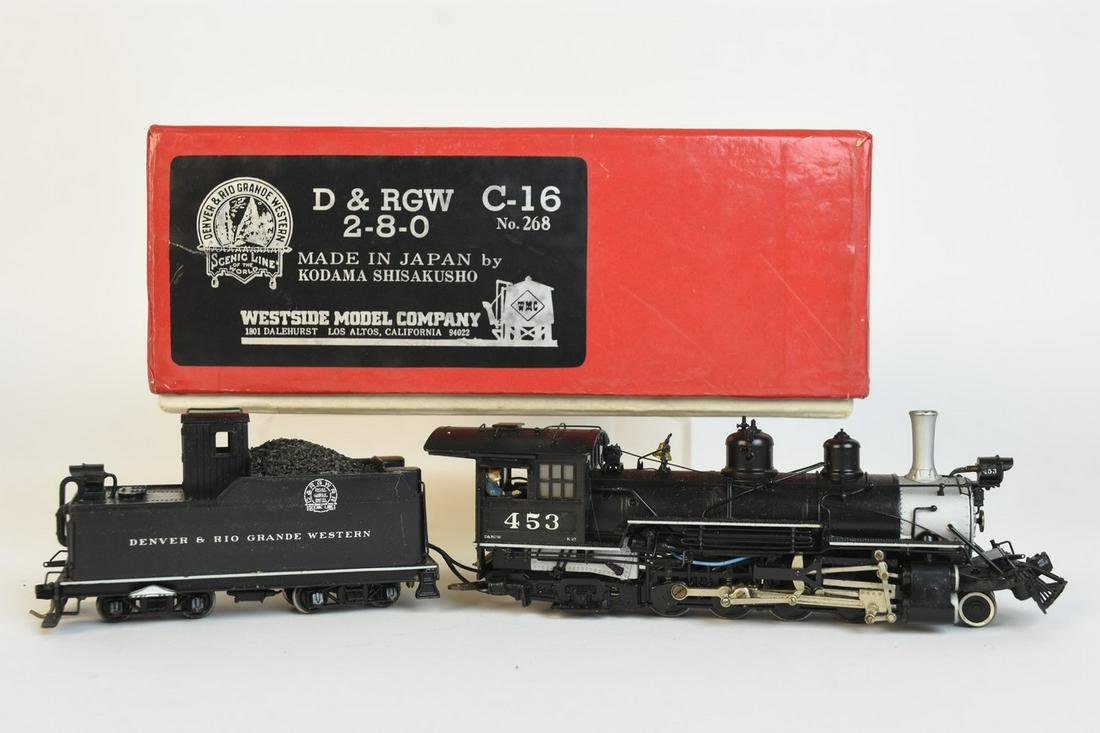 DENVER & RIO GRANDE WESTERN
SCENIC LINE
OF THE
WORLD
D & RGW C-16
2-8-0 No. 268
MADE IN JAPAN by
KODAMA SHISAKUSHO
WMC
WESTSIDE MODEL COMPANY
1801 DALEHURST LOS ALTOS, CALIFORNIA 94022
DENVER & RIO GRANDE WESTERN
453
453